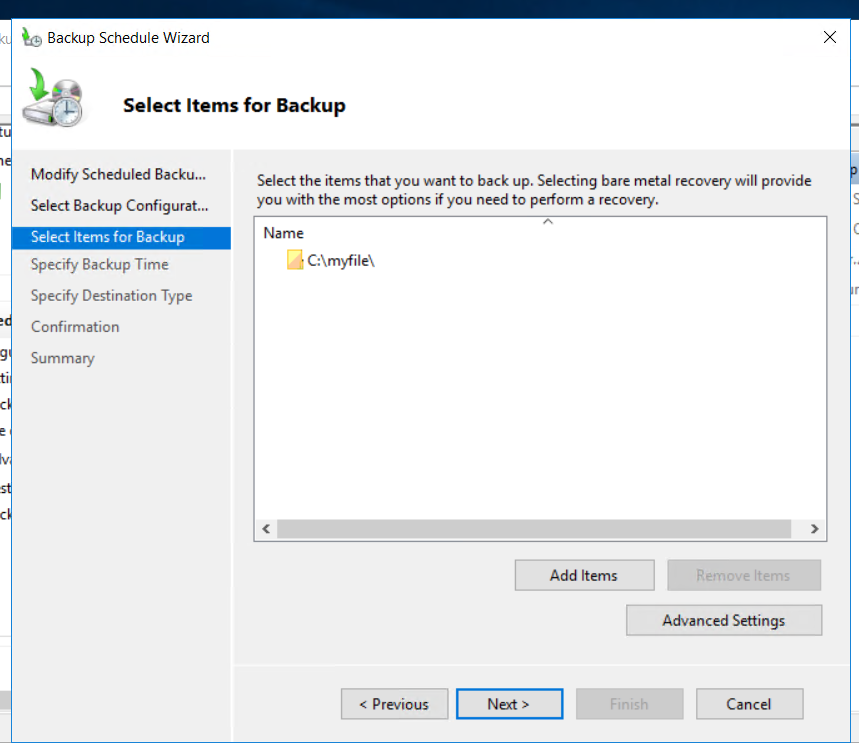 Backup Schedule Wizard
Select Items for Backup
Modify Scheduled Backu...
Select Backup Configurat...
Select Items for Backup
Specify Backup Time
Specify Destination Type
Confirmation
Summary
Select the items that you want to back up. Selecting bare metal recovery will provide
you with the most options if you need to perform a recovery.
Name
C:\myfile\
Add Items
Remove Items
Advanced Settings
< Previous
Next >
Finish
Cancel